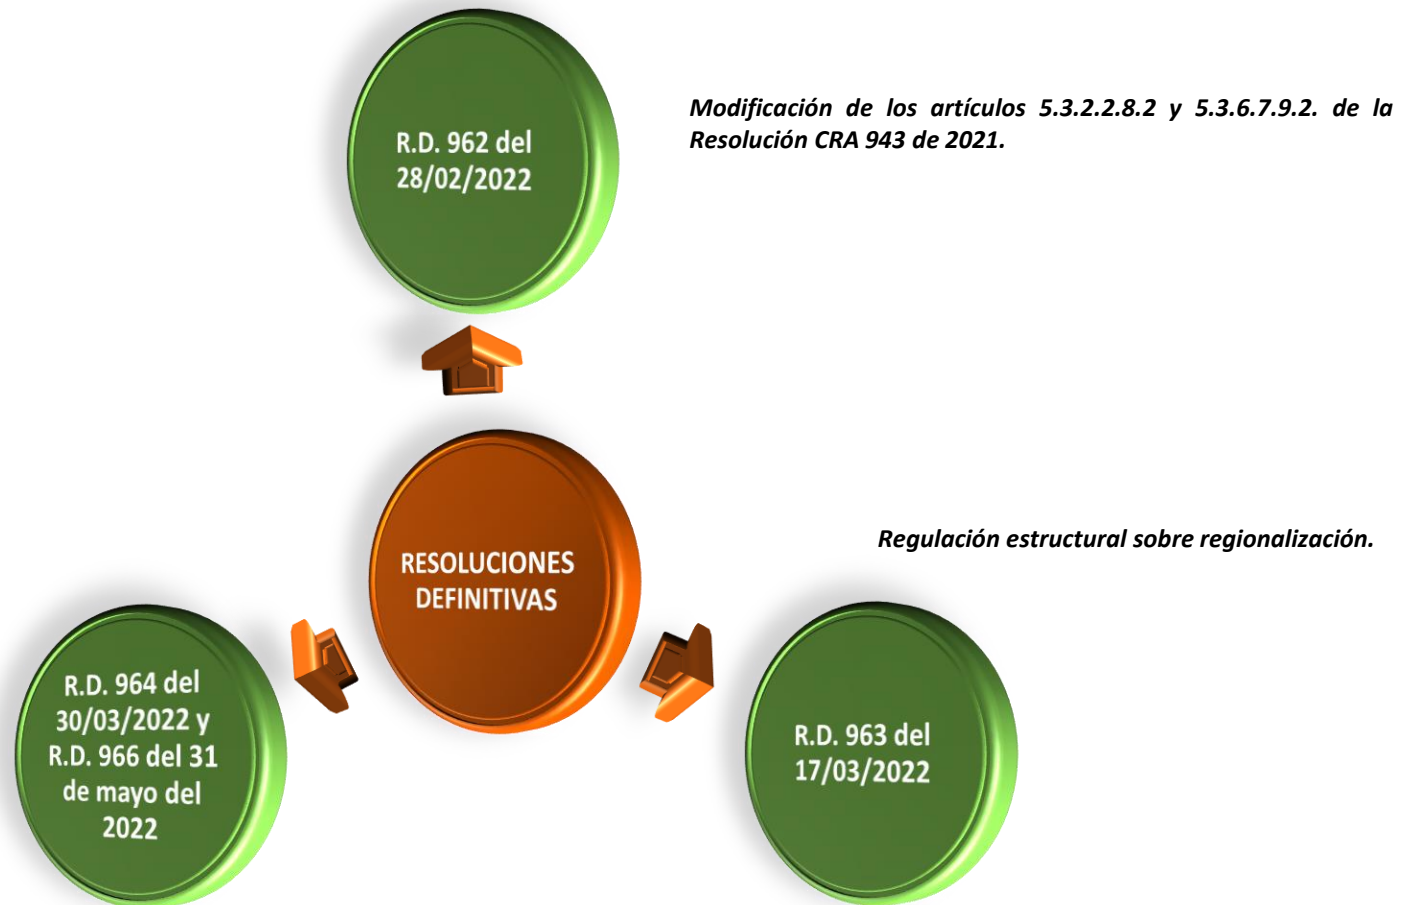 R.D. 962 del
28/02/2022
Modificación de los artículos 5.3.2.2.8.2 y 5.3.6.7.9.2. de la
Resolución CRA 943 de 2021.
RESOLUCIONES
DEFINITIVAS
Regulación estructural sobre regionalización.
R.D. 964 del
30/03/2022 y
R.D. 966 del 31
de mayo del
2022
R.D. 963 del
17/03/2022